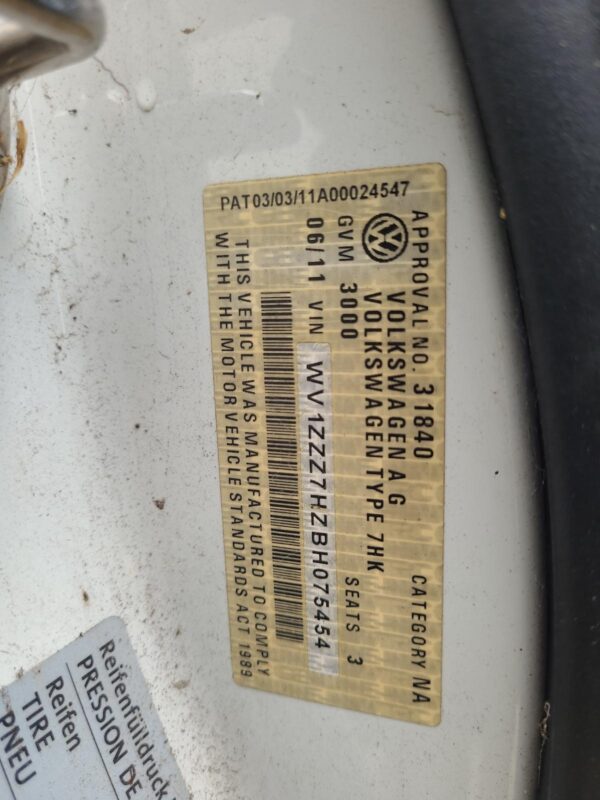 APPROVAL NO. 31840 CATEGORY NA
VOLKSWAGEN AG
VOLKSWAGEN TYPE 7HK
GVM 3000 SEATS 3
06/11 VIN WV1ZZZ7HZBH075454
THIS VEHICLE WAS MANUFACTURED TO COMPLY
WITH THE MOTOR VEHICLE STANDARDS ACT 1989
PAT03/03/11A00024547
Reifenfülldruck
PRESSION DE
Reifen
TIRE
PNEU